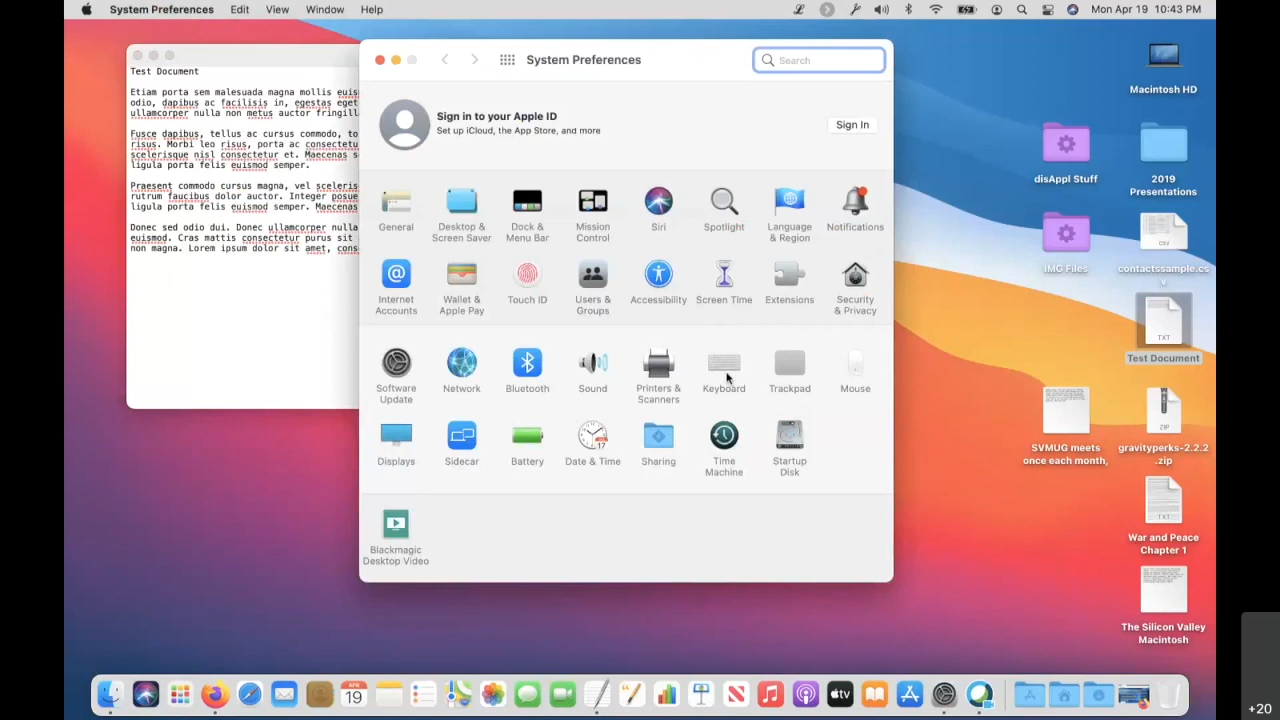 System Preferences Edit View Window Help
Mon Apr 19 10:43 PM
Test Document
Etiam porta sem malesuada magna mollis
odio, dapibus ac facilisis in, egestas eget
ullamcorper nulla non metus auctor
Fusce dapibus, tellus ac cursus commodo,
risus. Morbi leo risus, porta ac
scelerisque nisl consectetur et. Maecenas
ligula porta felis euismod semper.
Praesent commodo cursus magna, vel
rutrum faucibus dolor auctor. Integer
ligula porta felis euismod semper. Maecenas
Donec sed odio dui. Donec ullamcorper nulla
euismod. Cras mattis consectetur purus sit
non magna. Lorem ipsum dolor sit amet,
System Preferences
Search
Sign in to your Apple ID
Set up iCloud, the App Store, and more
Sign In
General
Desktop &
Screen Saver
Dock &
Menu Bar
Mission
Control
Siri
Spotlight
Language
& Region
Notifications
Internet
Accounts
Wallet &
Apple Pay
Touch ID
Users &
Groups
Accessibility
Screen Time
Extensions
Security
& Privacy
Software
Update
Network
Bluetooth
Sound
Printers &
Scanners
Keyboard
Trackpad
Mouse
Displays
Sidecar
Battery
17
Date & Time
Sharing
Time
Machine
Startup
Disk
Blackmagic
Desktop Video
Macintosh HD
disAppl Stuff
2019
Presentations
IMG Files
CSV
contactssample.cs
v
TXT
Test Document
SVMUG meets
once each month,
ZIP
gravityperks-2.2.2
.zip
TXT
War and Peace
Chapter 1
The Silicon Valley
Macintosh
APR
19
tv
+20